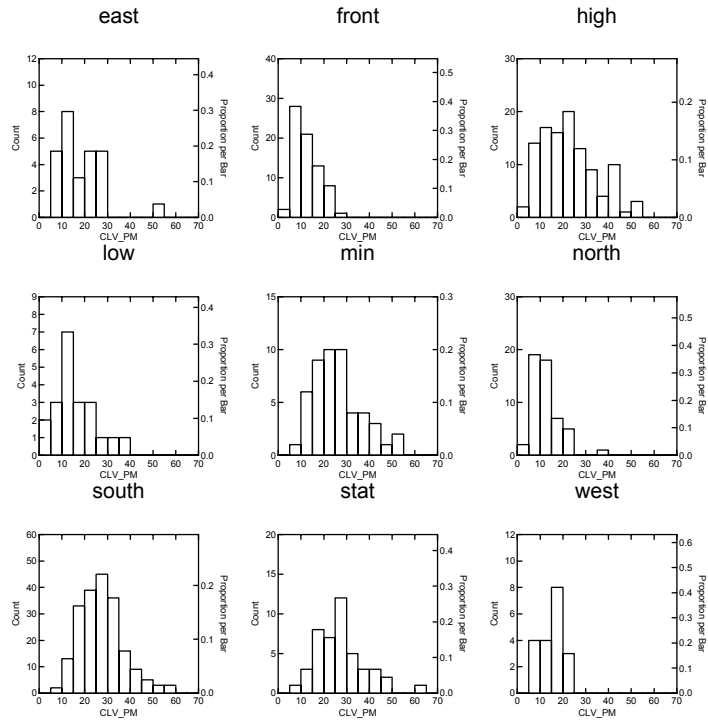 east
front
high
12
10
8
6
4
2
0
Count
0.4
0.3
0.2
0.1
0.0
Proportion per Bar
0 10 20 30 40 50 60 70
CLV_PM
40
30
20
10
0
Count
0.5
0.4
0.3
0.2
0.1
0.0
Proportion per Bar
0 10 20 30 40 50 60 70
CLV_PM
30
20
10
0
Count
0.2
0.1
0.0
Proportion per Bar
0 10 20 30 40 50 60 70
CLV_PM
low
min
north
9
8
7
6
5
4
3
2
1
0
Count
0.4
0.3
0.2
0.1
0.0
Proportion per Bar
0 10 20 30 40 50 60 70
CLV_PM
15
10
5
0
Count
0.3
0.2
0.1
0.0
Proportion per Bar
0 10 20 30 40 50 60 70
CLV_PM
30
20
10
0
Count
0.5
0.4
0.3
0.2
0.1
0.0
Proportion per Bar
0 10 20 30 40 50 60 70
CLV_PM
south
stat
west
60
50
40
30
20
10
0
Count
0.2
0.1
0.0
Proportion per Bar
0 10 20 30 40 50 60 70
CLV_PM
20
15
10
5
0
Count
0.4
0.3
0.2
0.1
0.0
Proportion per Bar
0 10 20 30 40 50 60 70
CLV_PM
12
10
8
6
4
2
0
Count
0.6
0.5
0.4
0.3
0.2
0.1
0.0
Proportion per Bar
0 10 20 30 40 50 60 70
CLV_PM